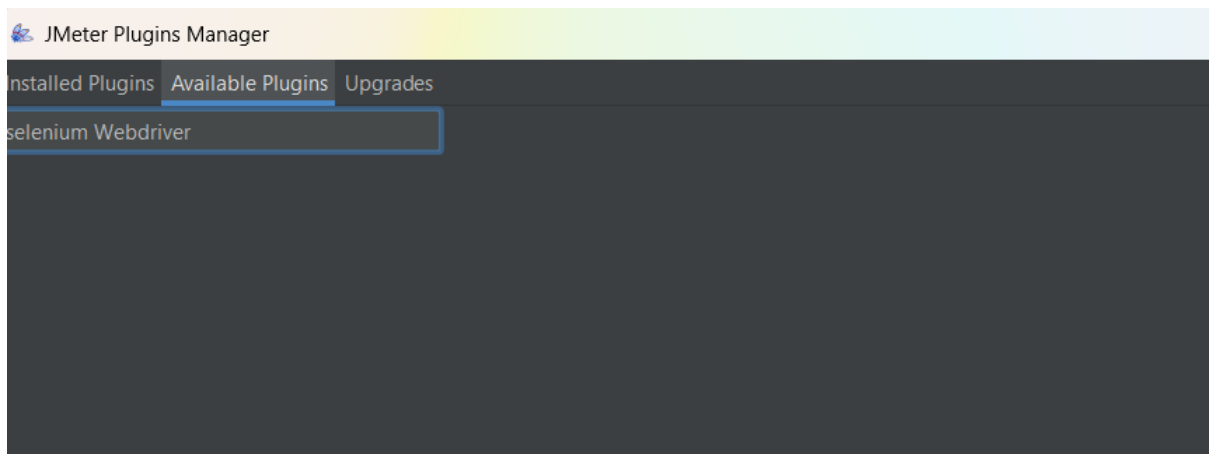 JMeter Plugins Manager
Installed Plugins Available Plugins Upgrades
selenium Webdriver